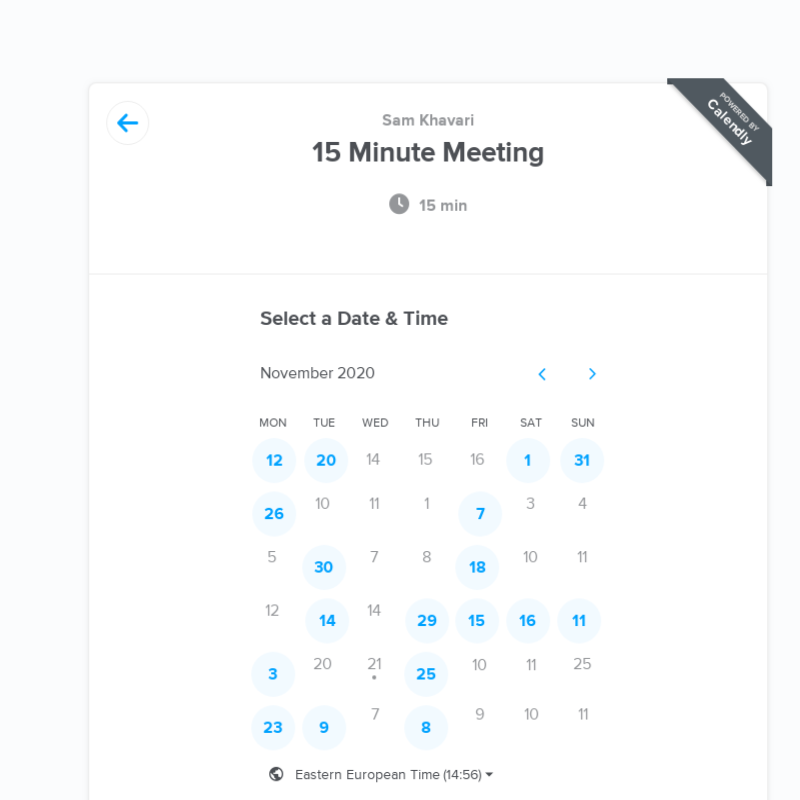 POWERED BY
Calendly
Sam Khavari
15 Minute Meeting
15 min
Select a Date & Time
November 2020
MON TUE WED THU FRI SAT SUN
12 20 14 15 16 1 31
26 10 11 1 7 3 4
5 30 7 8 18 10 11
12 14 14 29 15 16 11
3 20 21 25 10 11 25
23 9 7 8 9 10 11
Eastern European Time (14:56)